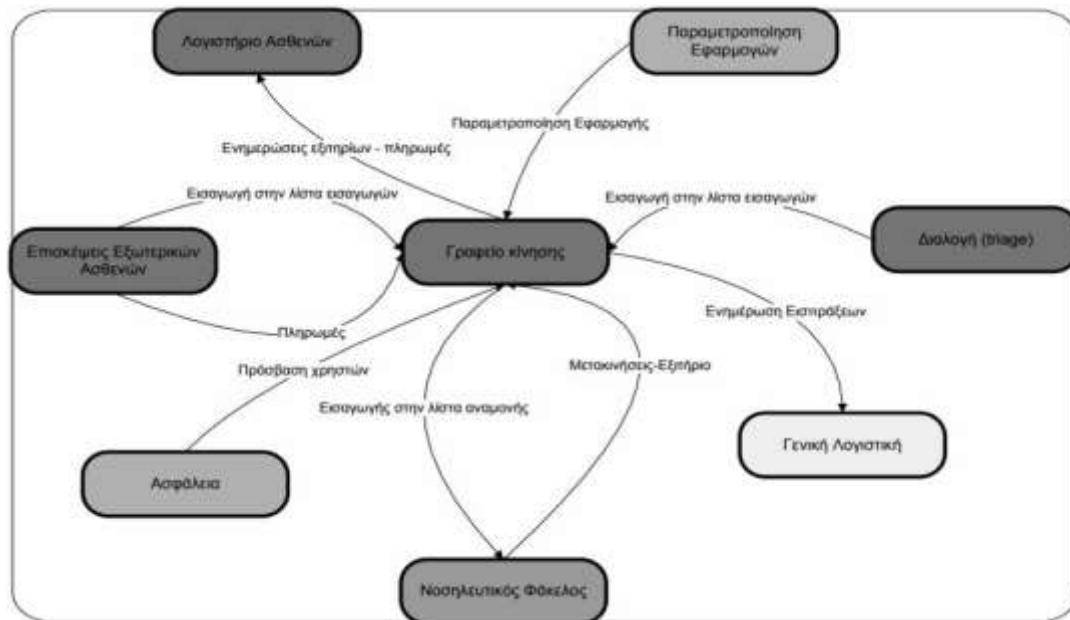 Λογιστήριο Ασθενών
Παραμετροποίηση
Εφαρμογών
Παραμετροποίηση Εφαρμογής
Ενημερώσεις εξιτηρίων - πληρωμές
Εισαγωγή στην λίστα εισαγωγών
Εισαγωγή στην λίστα εισαγωγών
Επισκέψεις Εξωτερικών
Ασθενών
Γραφείο κίνησης
Διαλογή (triage)
Ενημέρωση Εισπράξεων
Πληρωμές
Μετακινήσεις-Εξιτήριο
Πρόσβαση χρηστών
Εισαγωγής στην λίστα αναμονής
Γενική Λογιστική
Ασφάλεια
Νοσηλευτικός Φάκελος